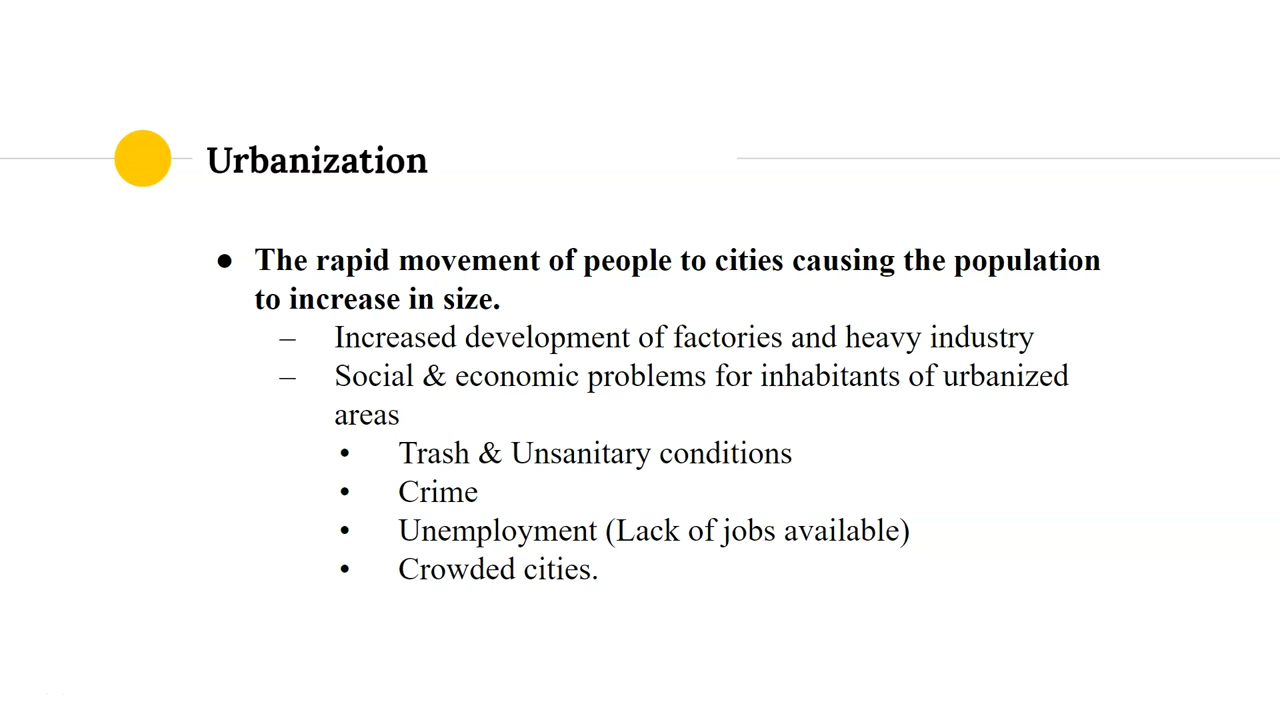 Urbanization
● The rapid movement of people to cities causing the population
to increase in size.
– Increased development of factories and heavy industry
– Social & economic problems for inhabitants of urbanized
areas
• Trash & Unsanitary conditions
• Crime
• Unemployment (Lack of jobs available)
• Crowded cities.